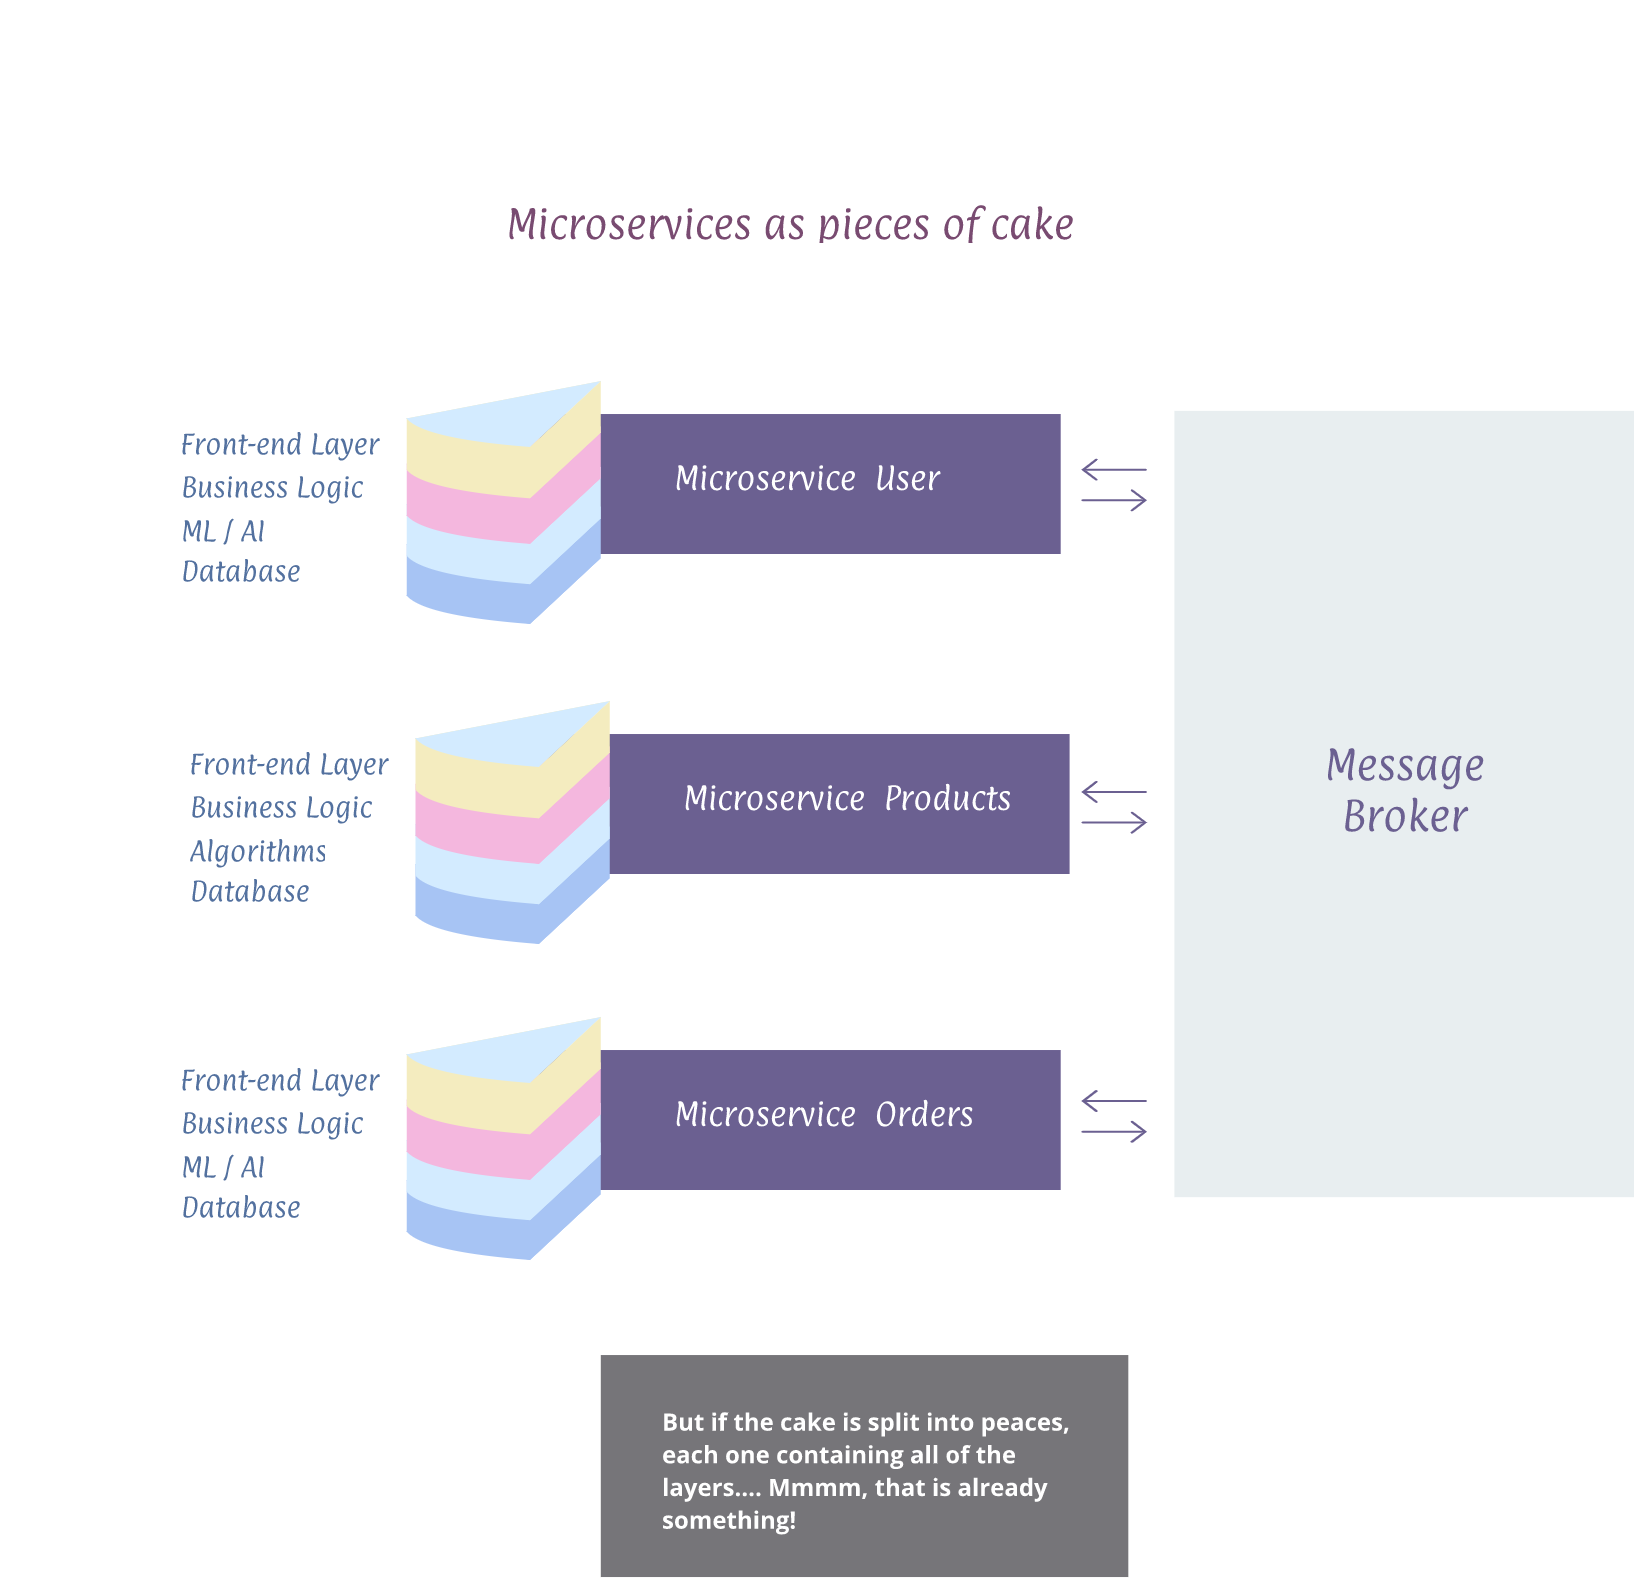 Microservices as pieces of cake
Front-end Layer
Business Logic
ML / AI
Database
Microservice User
Front-end Layer
Business Logic
Algorithms
Database
Microservice Products
Message
Broker
Front-end Layer
Business Logic
ML / AI
Database
Microservice Orders
But if the cake is split into peaces,
each one containing all of the
layers.... Mmmm, that is already
something!